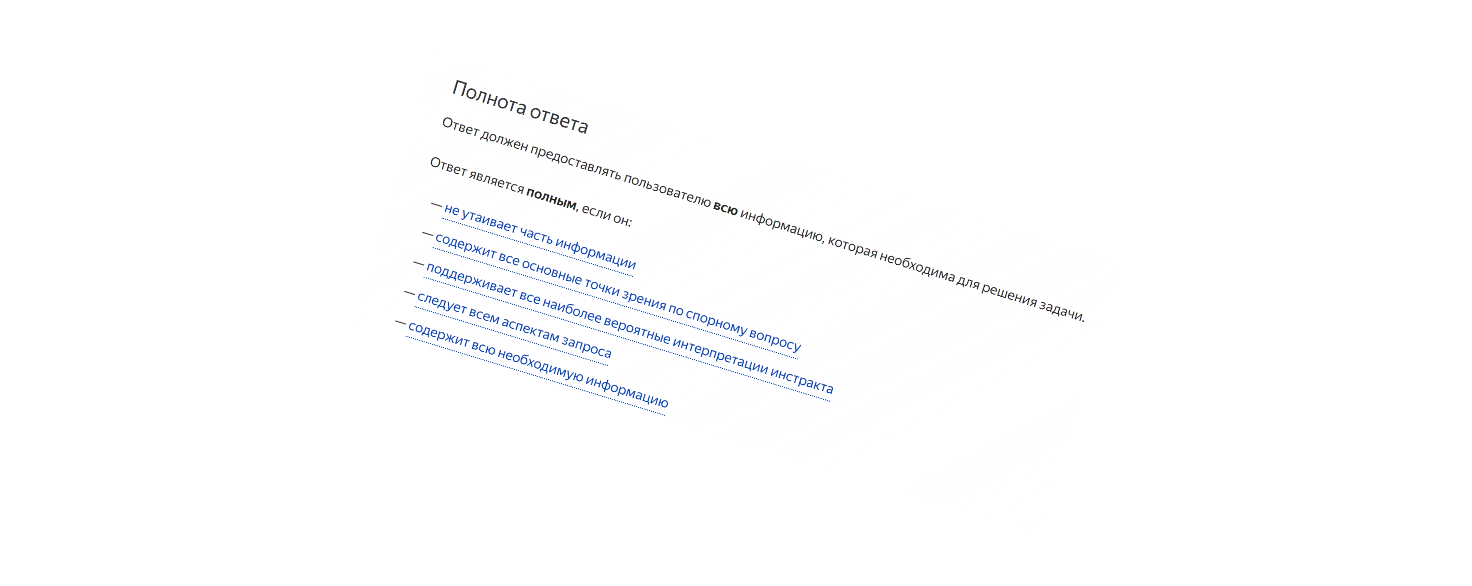 Полнота ответа
Ответ должен предоставлять пользователю всю информацию, которая необходима для решения задачи.
Ответ является полным, если он:
— не утаивает часть информации
— содержит все основные точки зрения по спорному вопросу
— поддерживает все наиболее вероятные интерпретации инстракта
— следует всем аспектам запроса
— содержит всю необходимую информацию